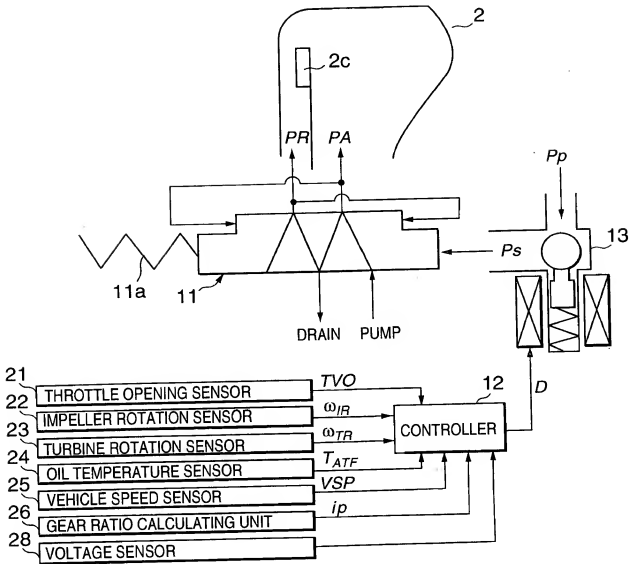 2
2c
PR PA
Pp
13
Ps
11a
11
DRAIN PUMP
D
21 THROTTLE OPENING SENSOR TVO
22 IMPELLER ROTATION SENSOR ωIR
23 TURBINE ROTATION SENSOR ωTR
24 OIL TEMPERATURE SENSOR TATF
25 VEHICLE SPEED SENSOR VSP
26 GEAR RATIO CALCULATING UNIT ip
28 VOLTAGE SENSOR
12
CONTROLLER